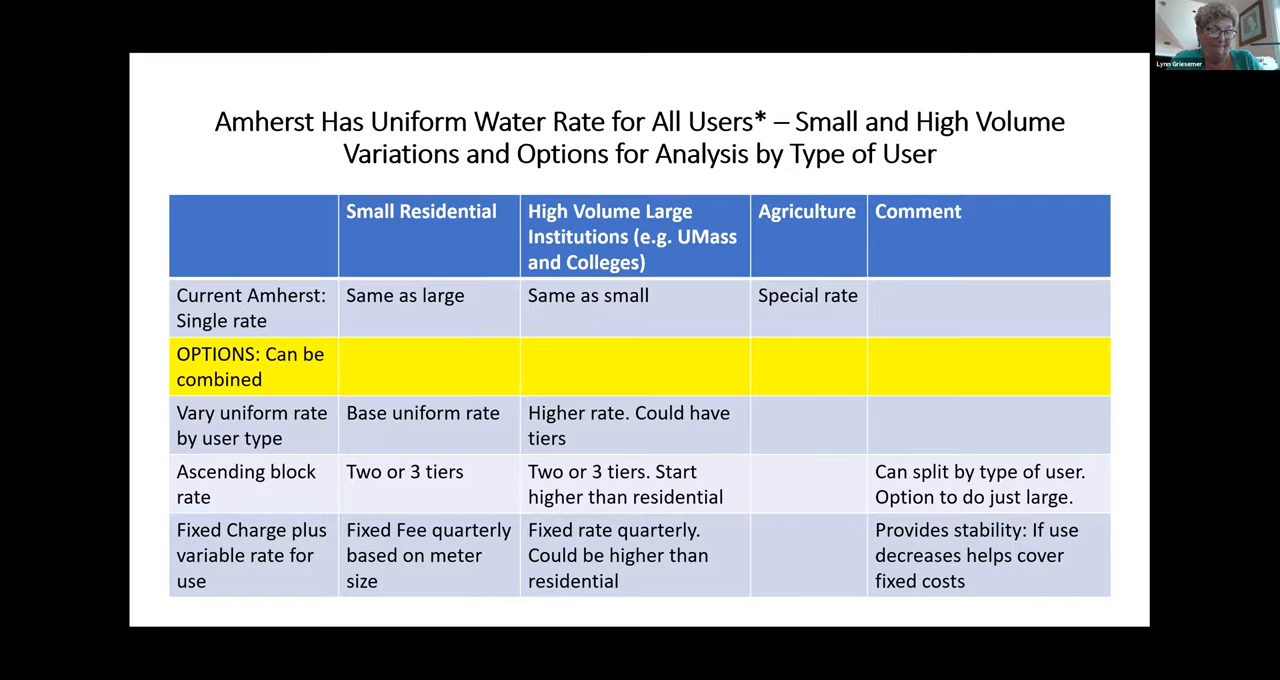 Amherst Has Uniform Water Rate for All Users* – Small and High Volume
Variations and Options for Analysis by Type of User
Small Residential
High Volume Large
Institutions (e.g. UMass
and Colleges)
Agriculture
Comment
Current Amherst:
Single rate
Same as large
Same as small
Special rate
OPTIONS: Can be
combined
Vary uniform rate
by user type
Base uniform rate
Higher rate. Could have
tiers
Ascending block
rate
Two or 3 tiers
Two or 3 tiers. Start
higher than residential
Can split by type of user.
Option to do just large.
Fixed Charge plus
variable rate for
use
Fixed Fee quarterly
based on meter
size
Fixed rate quarterly.
Could be higher than
residential
Provides stability: If use
decreases helps cover
fixed costs
Lynn Griesemer